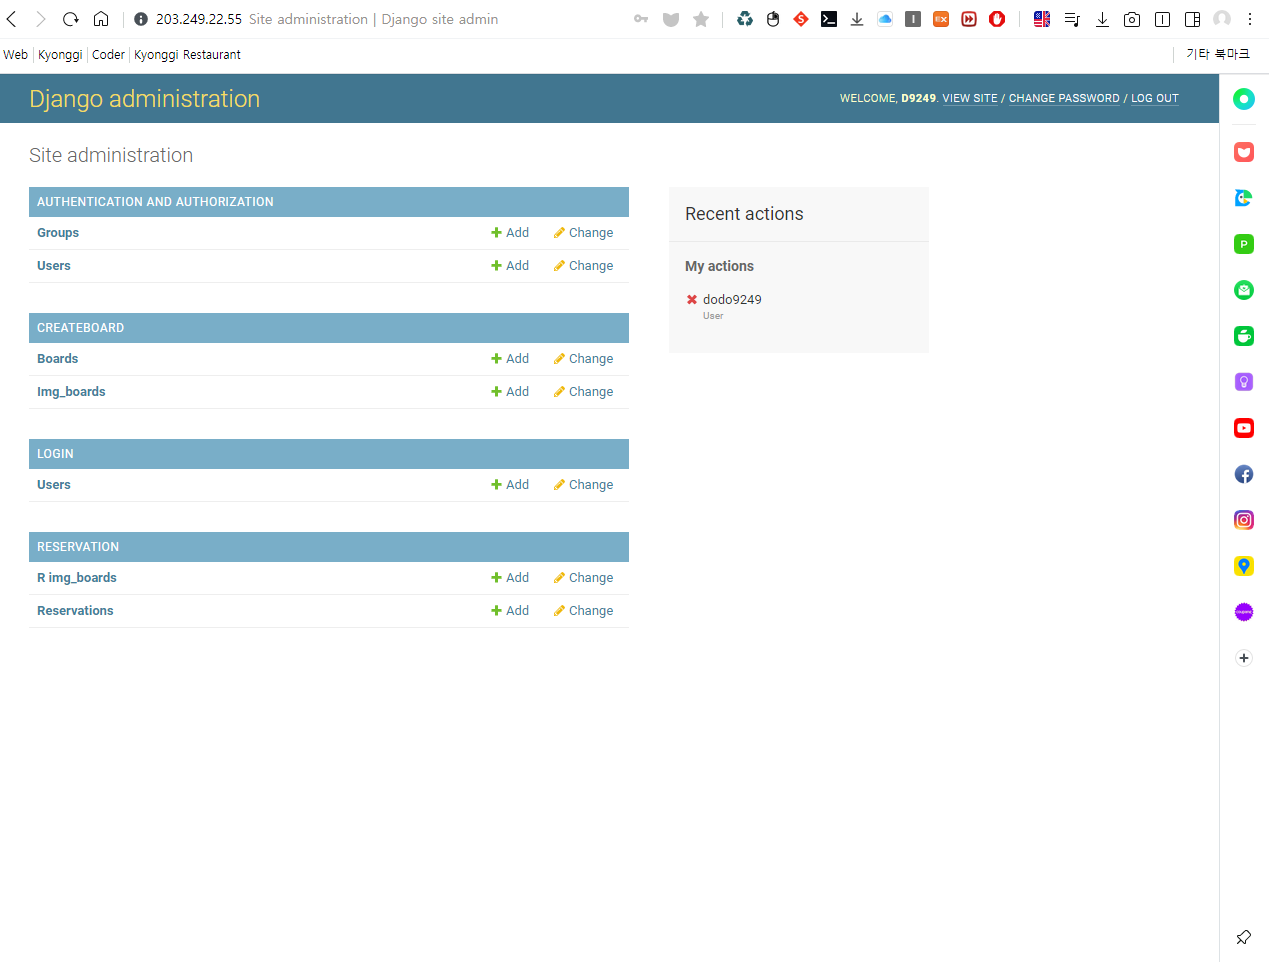 203.249.22.55 Site administration | Django site admin
Web Kyonggi Coder Kyonggi Restaurant 기타 북마크
Django administration
WELCOME, D9249. VIEW SITE / CHANGE PASSWORD / LOG OUT
Site administration
AUTHENTICATION AND AUTHORIZATION
Groups Add Change
Users Add Change
CREATEBOARD
Boards Add Change
Img_boards Add Change
LOGIN
Users Add Change
RESERVATION
R img_boards Add Change
Reservations Add Change
Recent actions
My actions
dodo9249
User